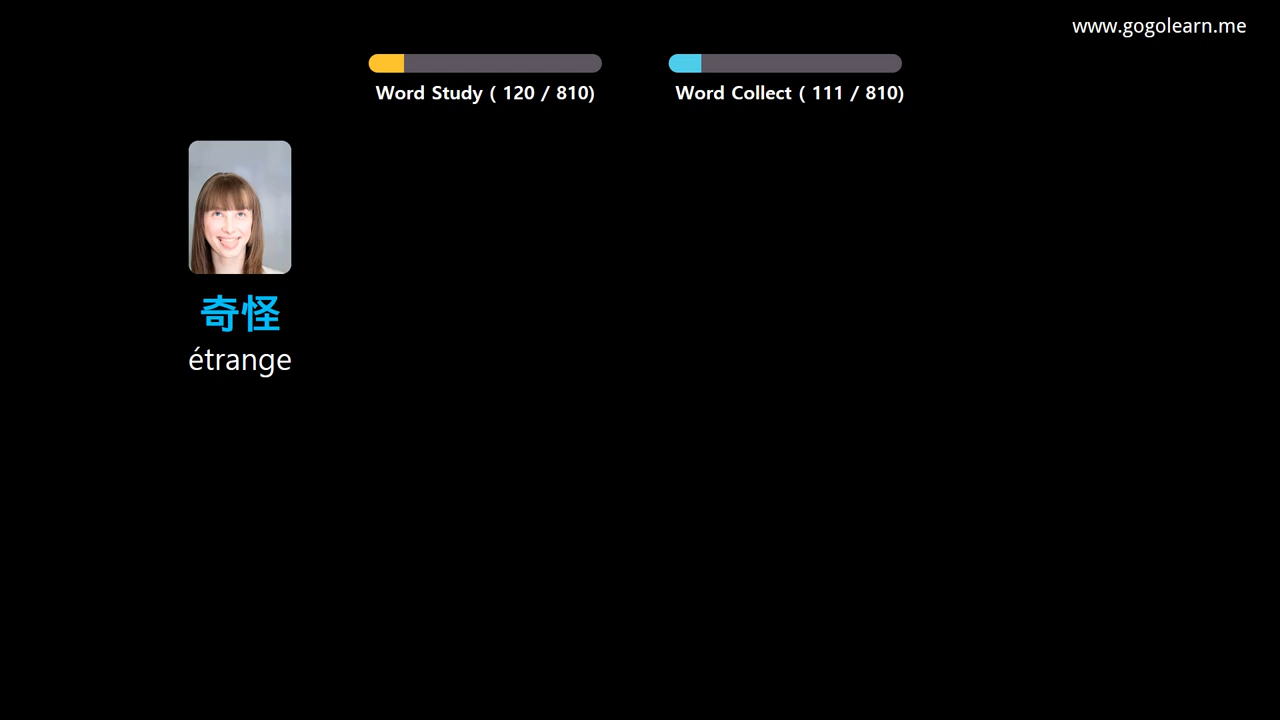 www.gogolearn.me
Word Study ( 120 / 810)
Word Collect ( 111 / 810)
奇怪
étrange